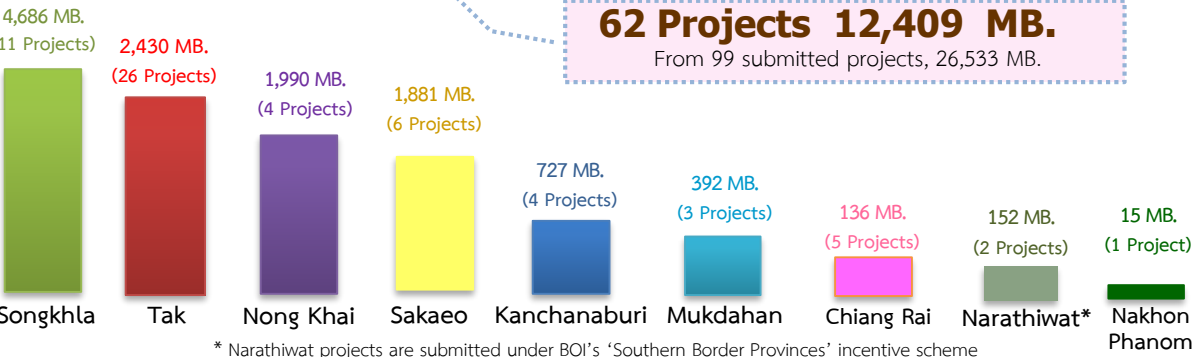 62 Projects 12,409 MB.
From 99 submitted projects, 26,533 MB.
4,686 MB.
11 Projects)
2,430 MB.
(26 Projects)
1,990 MB.
(4 Projects)
1,881 MB.
(6 Projects)
727 MB.
(4 Projects)
392 MB.
(3 Projects)
136 MB.
(5 Projects)
152 MB.
(2 Projects)
15 MB.
(1 Project)
Songkhla
Tak
Nong Khai
Sakaeo
Kanchanaburi
Mukdahan
Chiang Rai
Narathiwat*
Nakhon
Phanom
* Narathiwat projects are submitted under BOI's 'Southern Border Provinces' incentive scheme